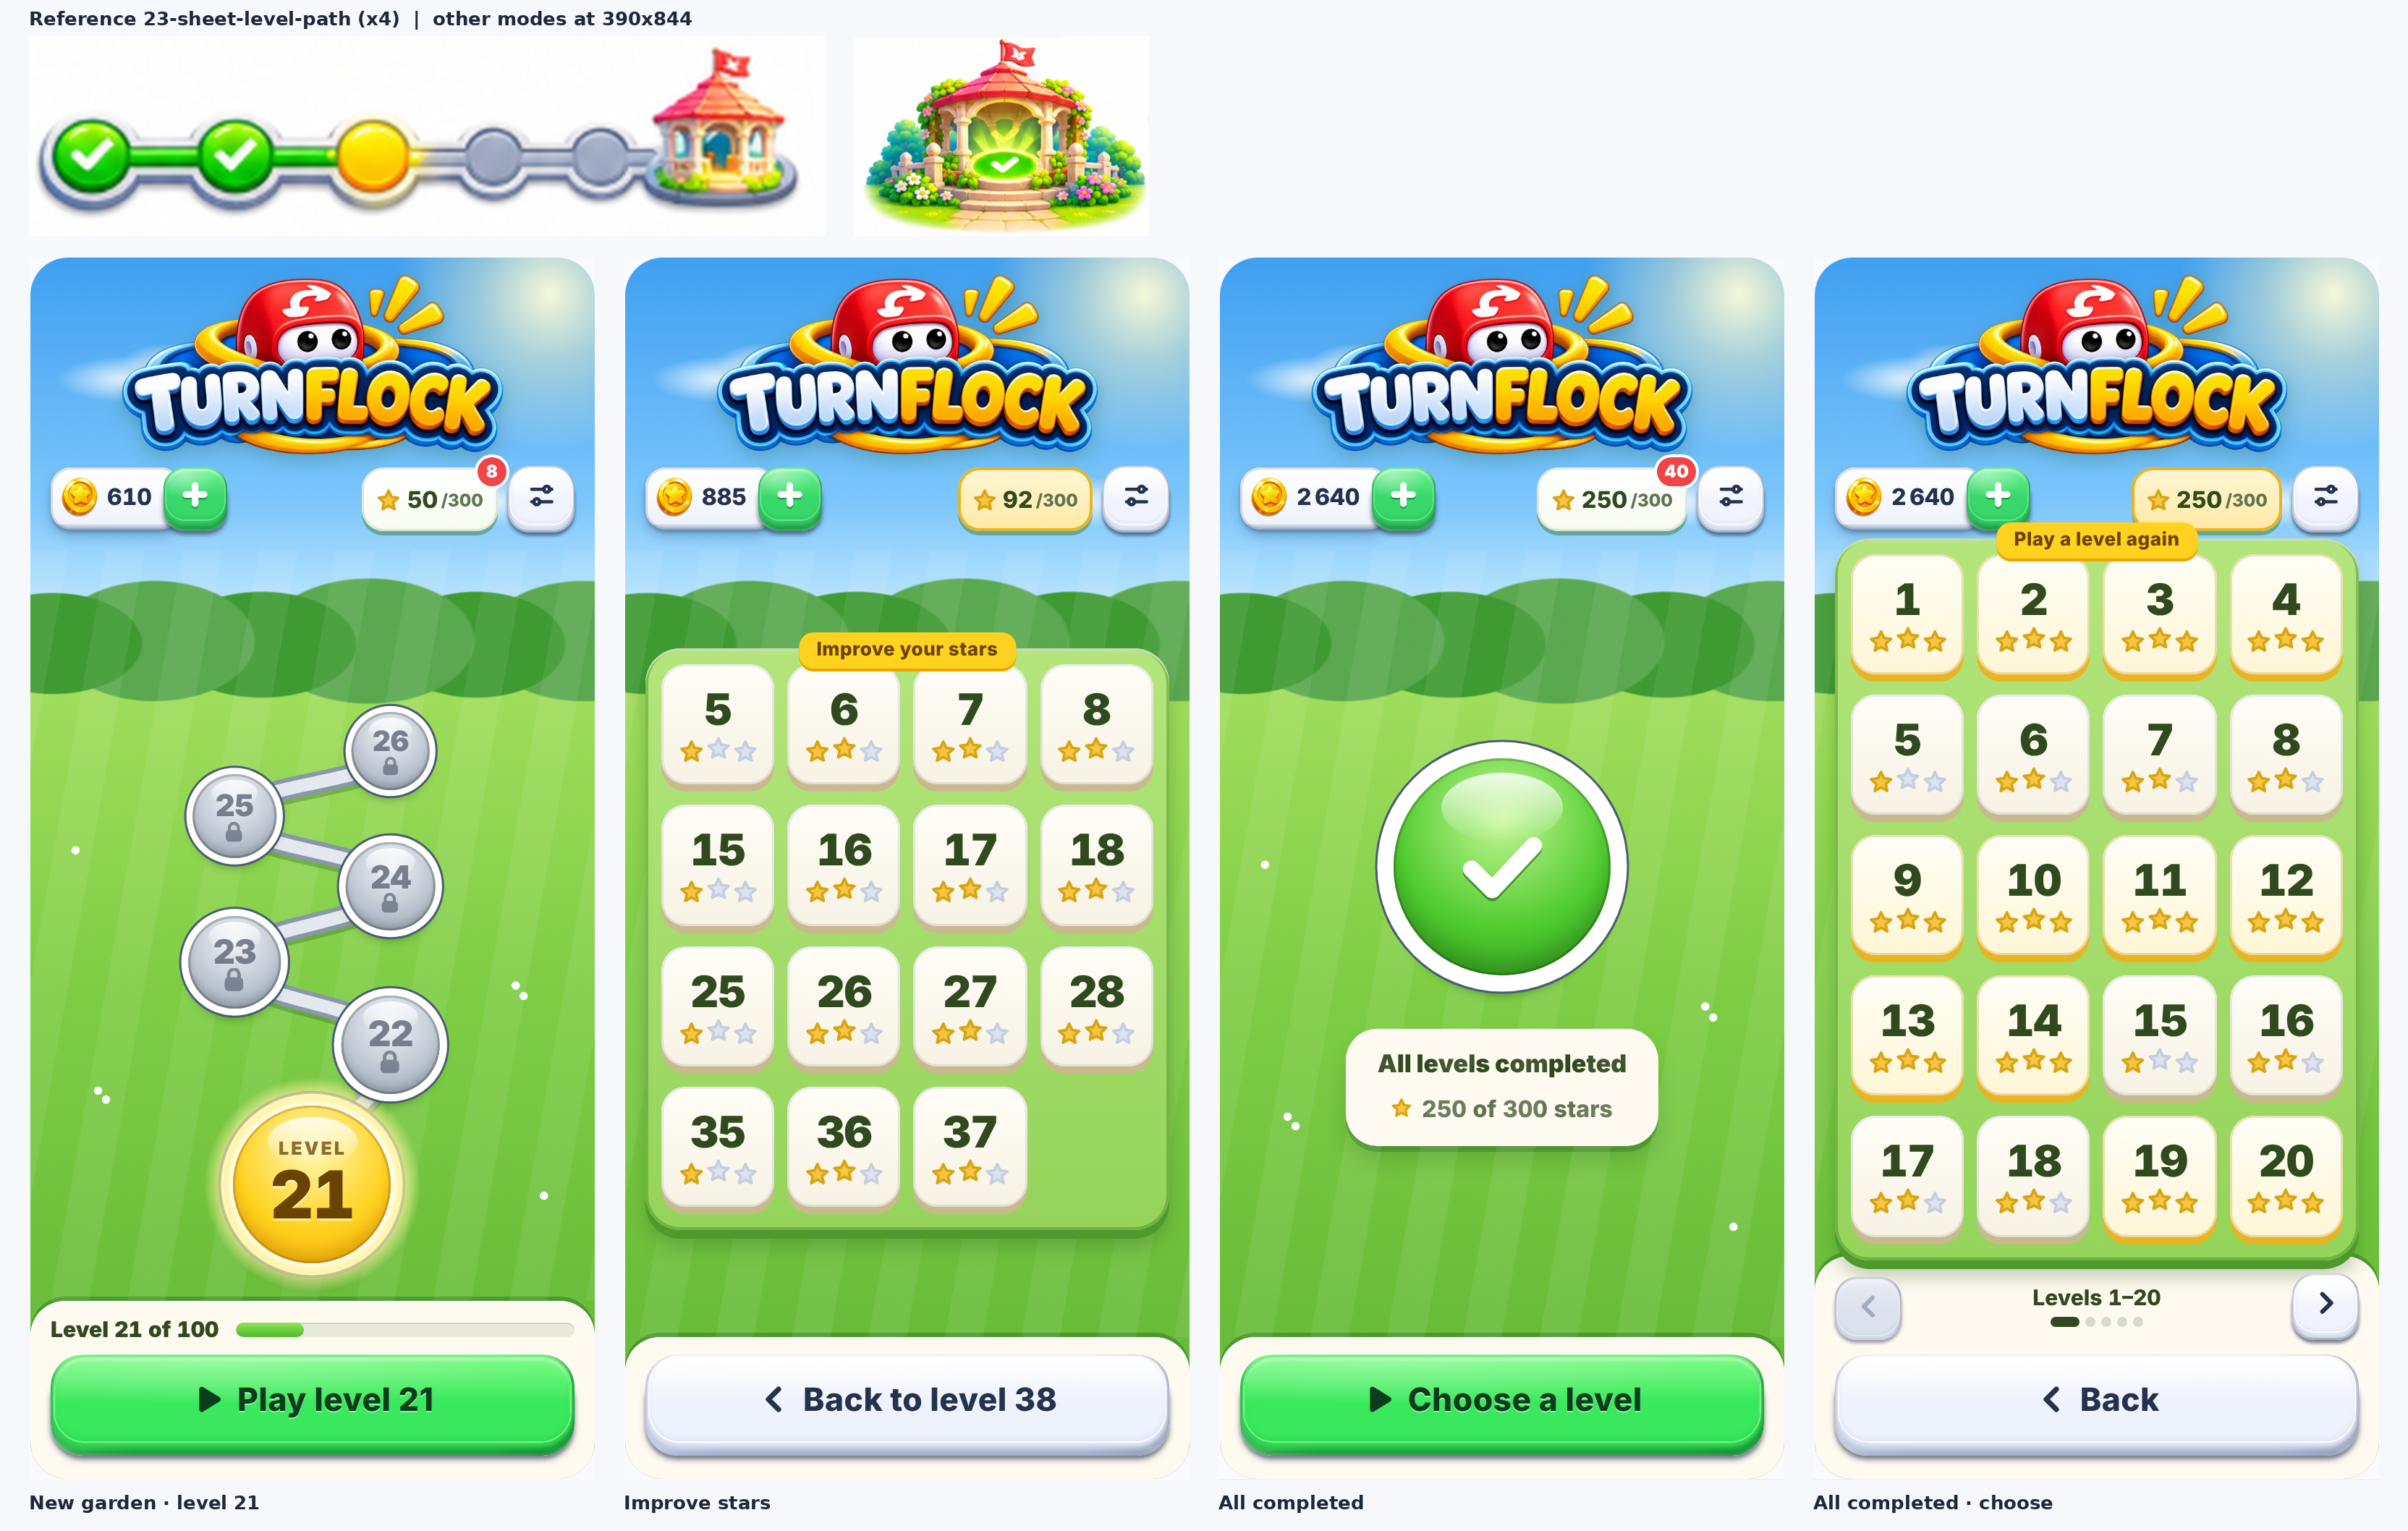 Reference 23-sheet-level-path (x4) | other modes at 390x844
TURNFLOCK
610
8
50/300
26
25
24
23
22
LEVEL
21
Level 21 of 100
Play level 21
New garden · level 21
TURNFLOCK
885
92/300
Improve your stars
5 6 7 8
15 16 17 18
25 26 27 28
35 36 37
Back to level 38
Improve stars
TURNFLOCK
2 640
40
250/300
All levels completed
250 of 300 stars
Choose a level
All completed
TURNFLOCK
2 640
250/300
Play a level again
1 2 3 4
5 6 7 8
9 10 11 12
13 14 15 16
17 18 19 20
Levels 1–20
Back
All completed · choose